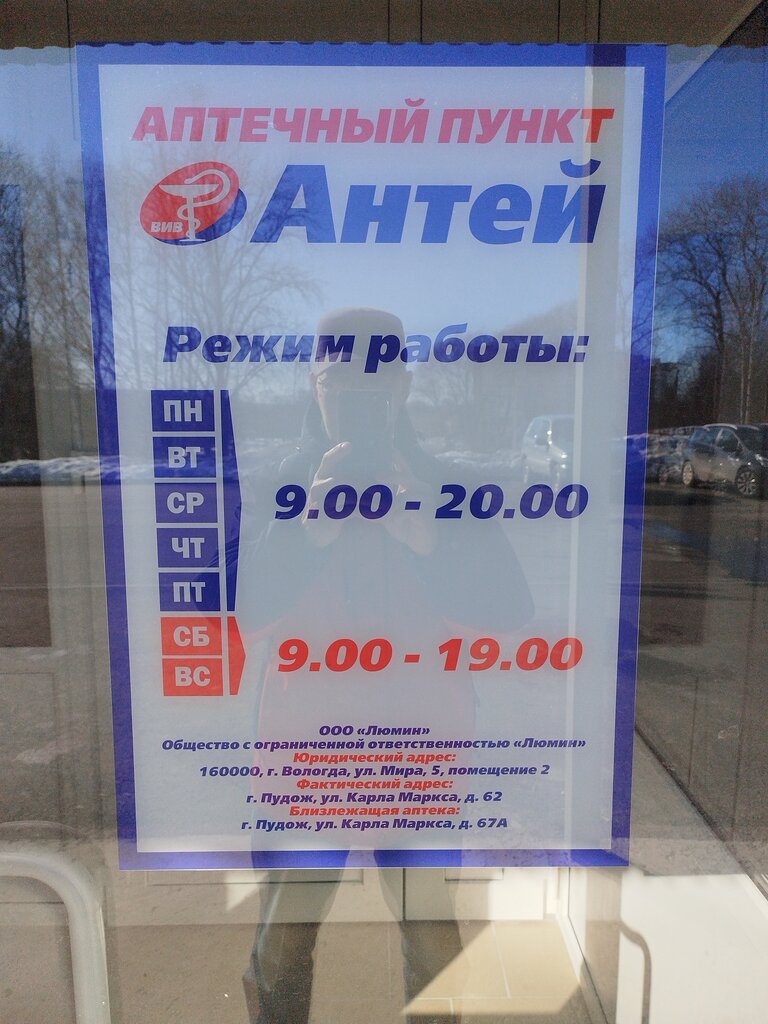 АПТЕЧНЫЙ ПУНКТ
ВИВ Антей
Режим работы:
ПН
ВТ
СР
ЧТ
ПТ
9.00 - 20.00
СБ
ВС
9.00 - 19.00
ООО «Люмин»
Общество с ограниченной ответственностью «Люмин»
Юридический адрес:
160000, г. Вологда, ул. Мира, 5, помещение 2
Фактический адрес:
г. Пудож, ул. Карла Маркса, д. 62
Близлежащая аптека:
г. Пудож, ул. Карла Маркса, д. 67А